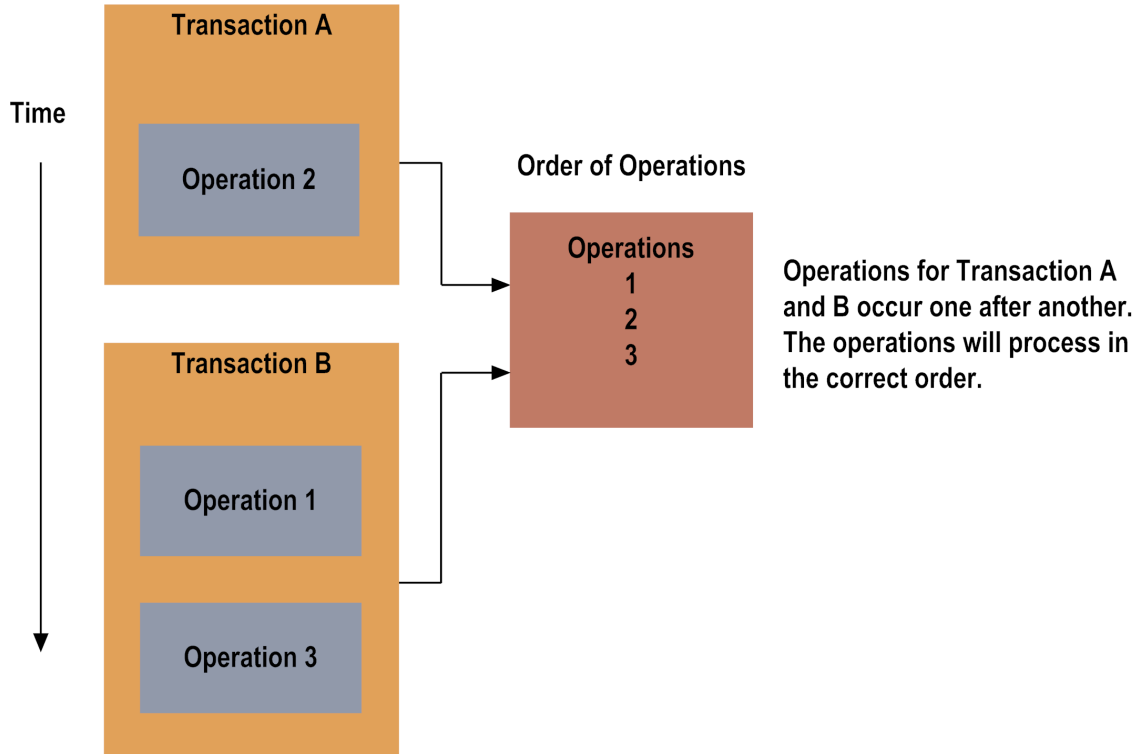 Transaction A
Time
Operation 2
Order of Operations
Operations
1
2
3
Operations for Transaction A
and B occur one after another.
The operations will process in
the correct order.
Transaction B
Operation 1
Operation 3